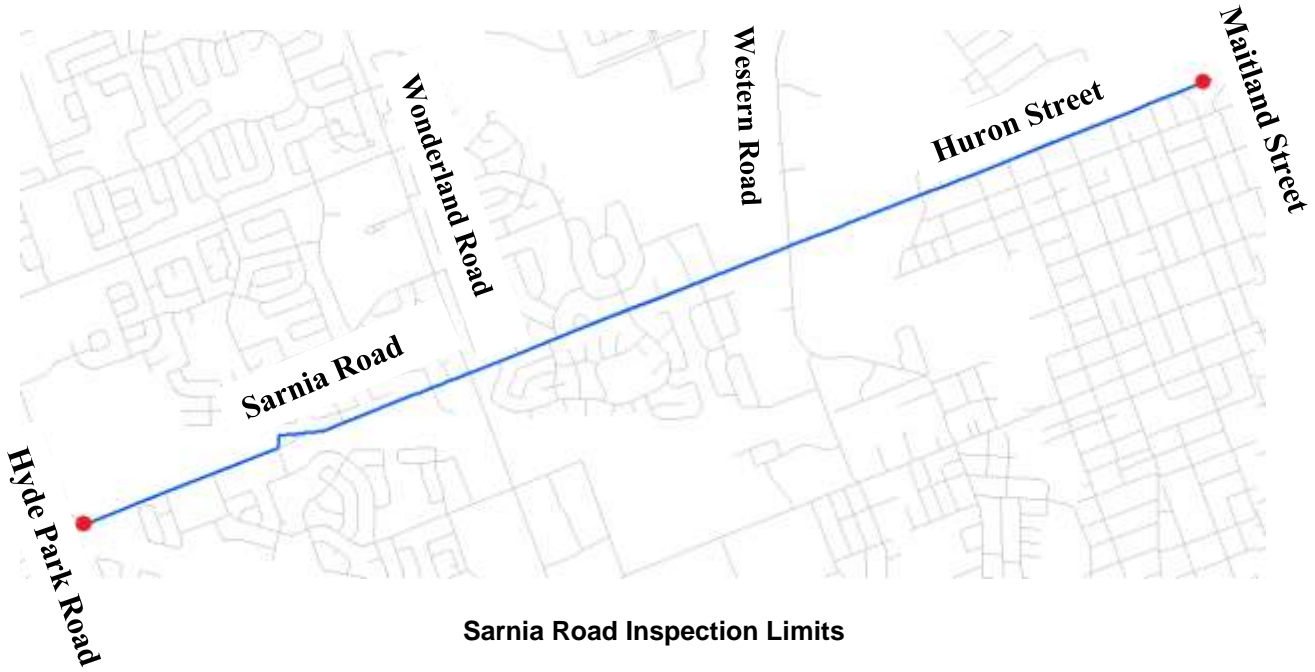 Maitland Street
Western Road
Huron Street
Wonderland Road
Sarnia Road
Hyde Park Road
Sarnia Road Inspection Limits